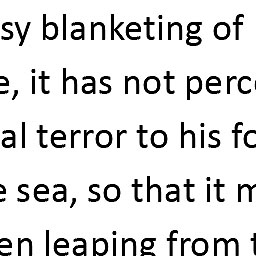 sy blanketing of
e, it has not perc
al terror to his fo
e sea, so that it m
en leaping from t